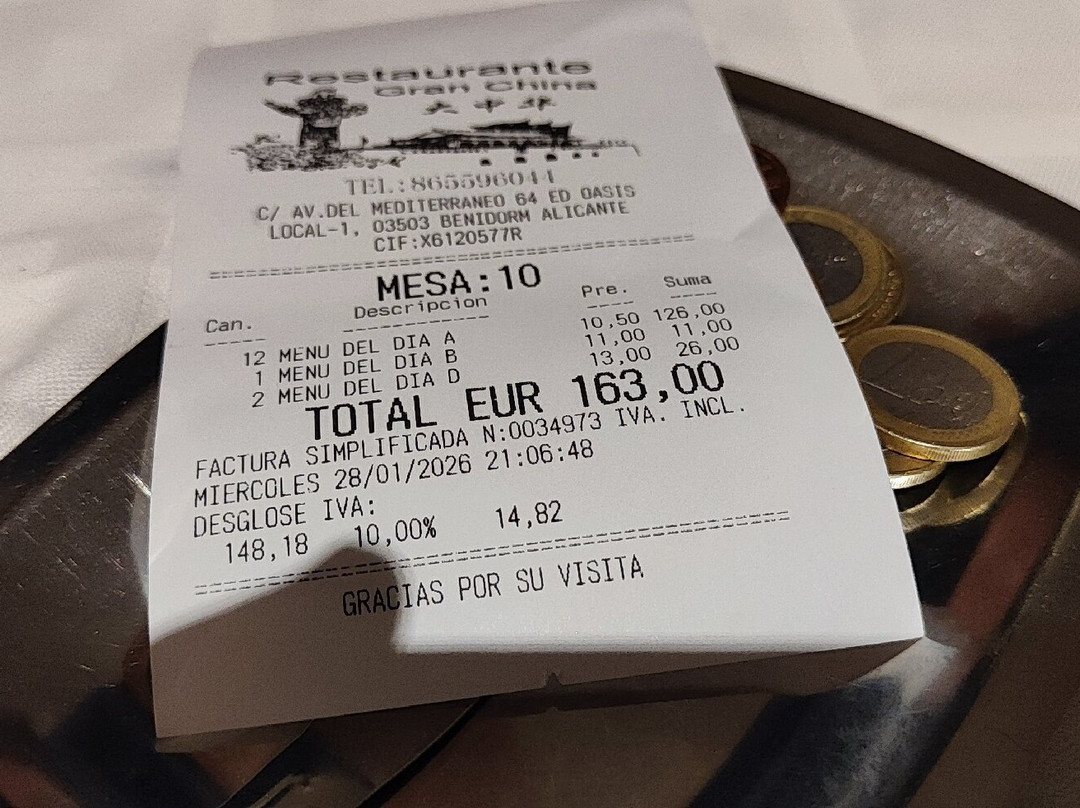 Restaurante
Gran China
大中华
TEL.:865596044
C/ AV.DEL MEDITERRANEO 64 ED OASIS
LOCAL-1, 03503 BENIDORM ALICANTE
CIF:X6120577R
MESA:10
Can. Descripcion Pre. Suma
12 MENU DEL DIA A 10,50 126,00
1 MENU DEL DIA B 11,00 11,00
2 MENU DEL DIA D 13,00 26,00
TOTAL EUR 163,00
FACTURA SIMPLIFICADA N:0034973 IVA. INCL.
MIERCOLES 28/01/2026 21:06:48
DESGLOSE IVA:
148,18 10,00% 14,82
GRACIAS POR SU VISITA